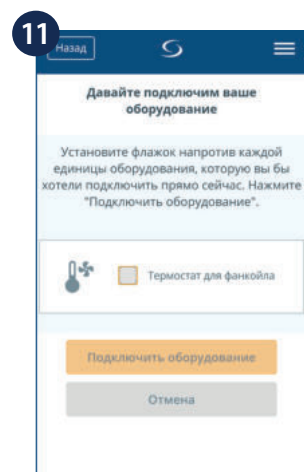 11
Назад
Давайте подключим ваше
оборудование
Установите флажок напротив каждой
единицы оборудования, которую вы бы
хотели подключить прямо сейчас. Нажмите
"Подключить оборудование".
Термостат для фанкойла
Подключить оборудование
Отмена